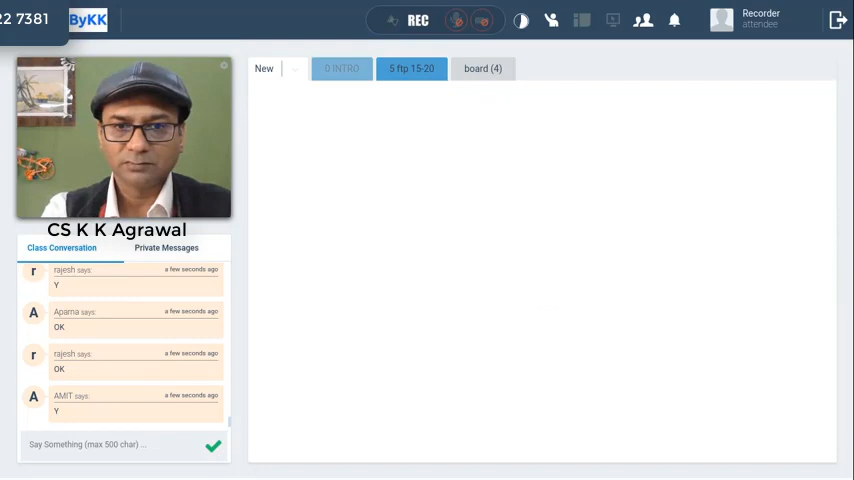 22 7381
ByKK
REC
Recorder
attendee
New
0 INTRO
5 ftp 15-20
board (4)
CS K K Agrawal
Class Conversation
Private Messages
r
rajesh says:
a few seconds ago
Y
A
Aparna says:
a few seconds ago
OK
r
rajesh says:
a few seconds ago
OK
A
AMIT says:
a few seconds ago
Y
Say Something (max 500 char) ...